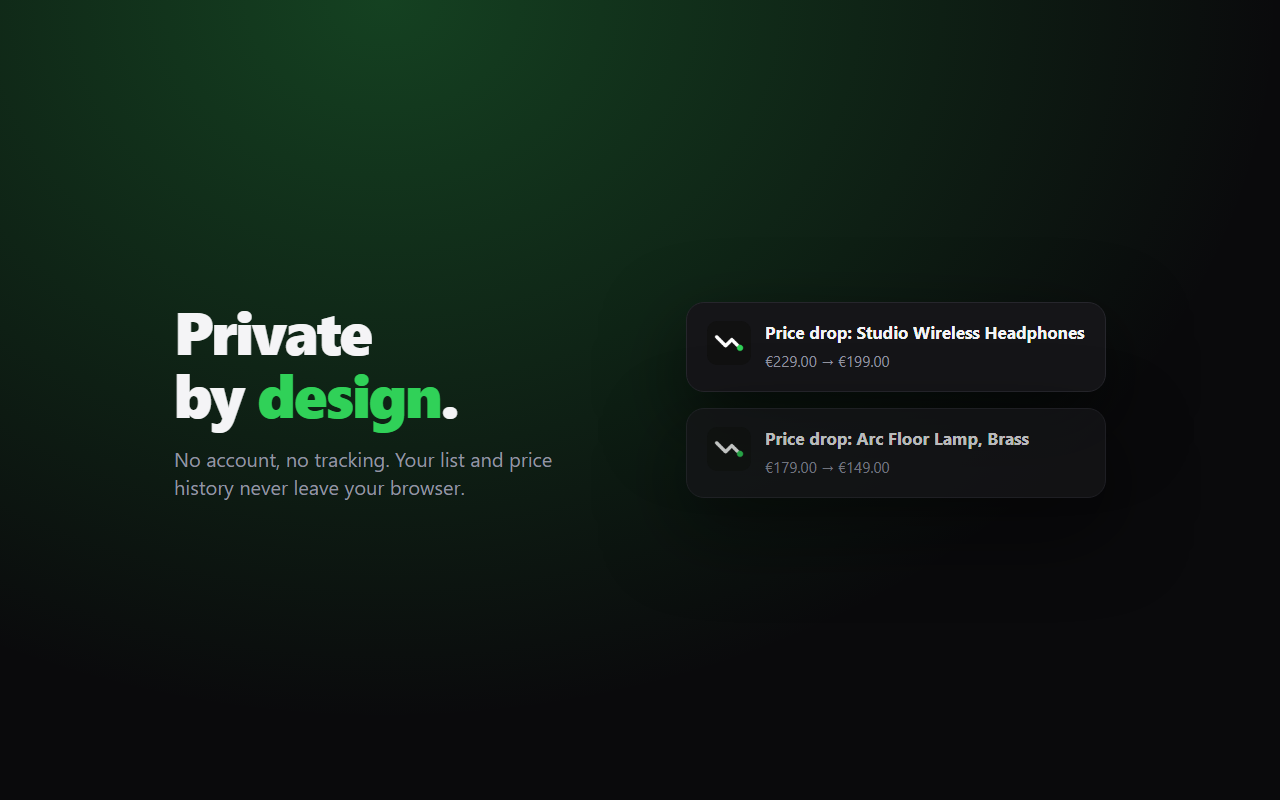 Private
by design.
No account, no tracking. Your list and price
history never leave your browser.
Price drop: Studio Wireless Headphones
€229.00 → €199.00
Price drop: Arc Floor Lamp, Brass
€179.00 → €149.00